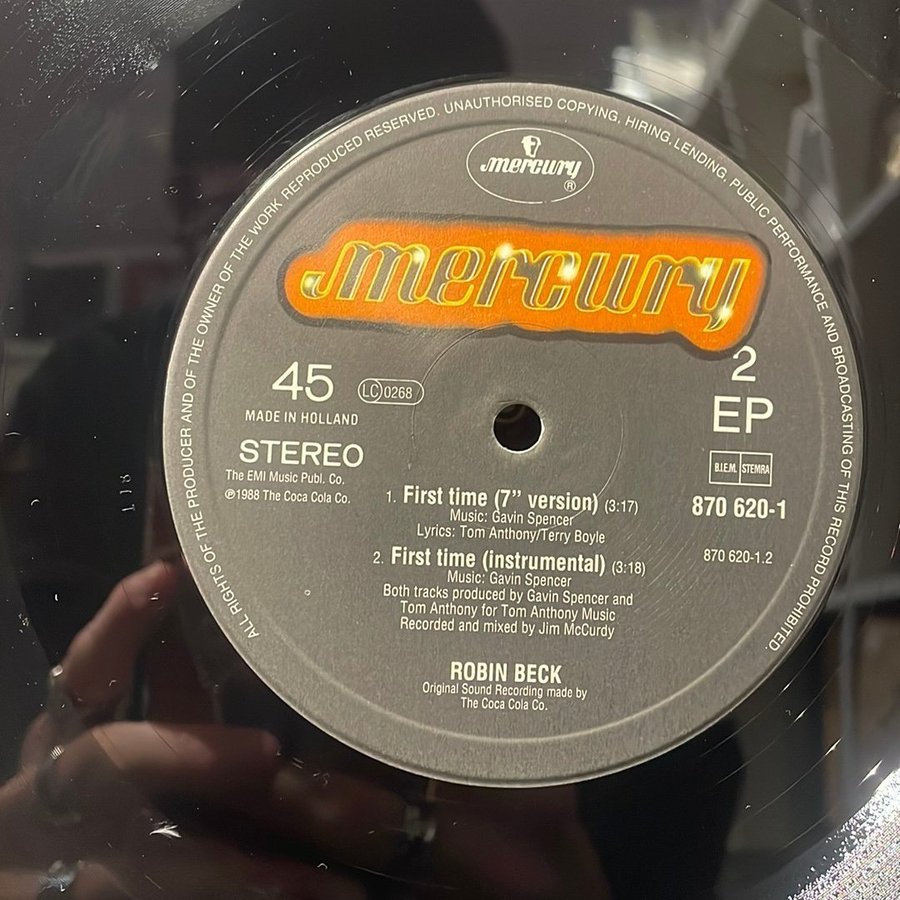 ALL RIGHTS OF THE PRODUCER AND OF THE OWNER OF THE WORK REPRODUCED RESERVED. UNAUTHORISED COPYING, HIRING, LENDING, PUBLIC PERFORMANCE AND BROADCASTING OF THIS RECORD PROHIBITED.
mercury ®
mercury
45 LC 0268
MADE IN HOLLAND
STEREO
The EMI Music Publ. Co.
℗1988 The Coca Cola Co.
2
EP
B.I.E.M. STEMRA
870 620-1
870 620-1.2
1. First time (7” version) (3:17)
Music: Gavin Spencer
Lyrics: Tom Anthony/Terry Boyle
2. First time (instrumental) (3:18)
Music: Gavin Spencer
Both tracks produced by Gavin Spencer and
Tom Anthony for Tom Anthony Music
Recorded and mixed by Jim McCurdy
ROBIN BECK
Original Sound Recording made by
The Coca Cola Co.